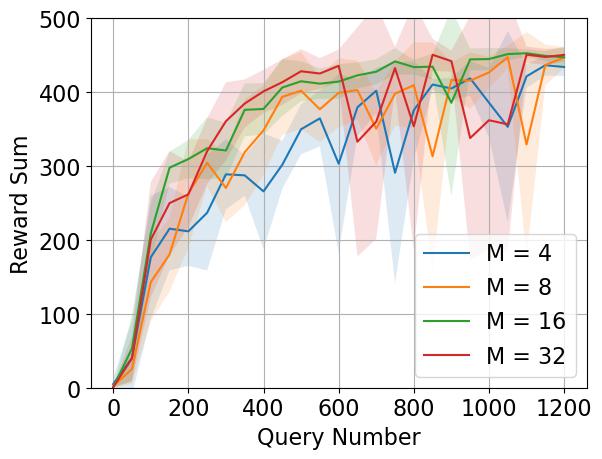 500
400
300
200
100
0
Reward Sum
M = 4
M = 8
M = 16
M = 32
0 200 400 600 800 1000 1200
Query Number